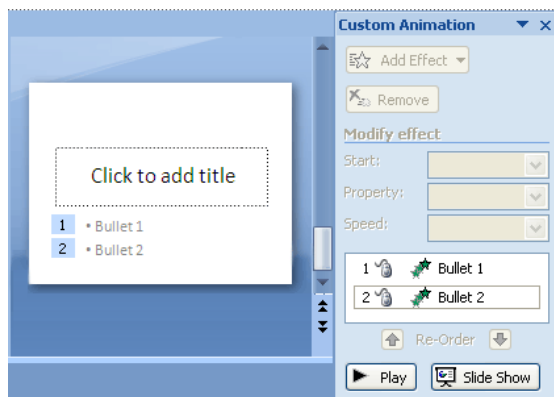 Custom Animation
Add Effect
Remove
Modify effect
Start:
Property:
Speed:
Click to add title
1 • Bullet 1
2 • Bullet 2
1 Bullet 1
2 Bullet 2
Re-Order
Play Slide Show